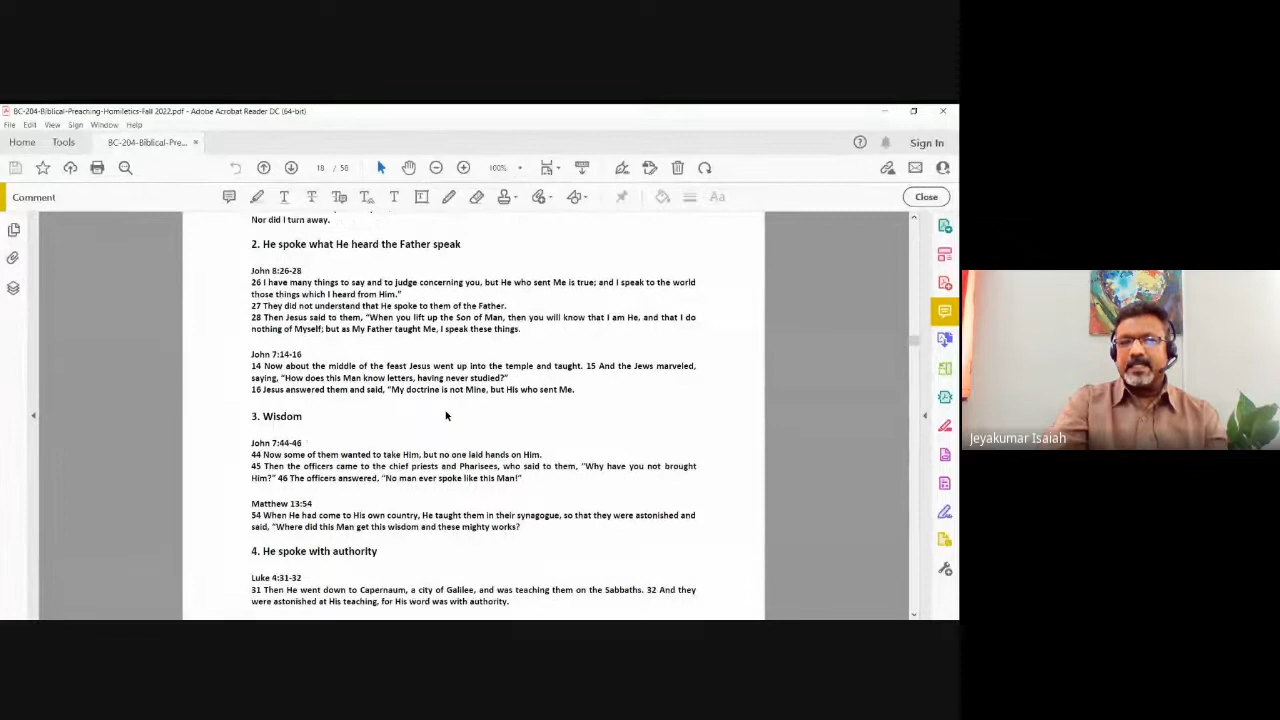 BC-204-Biblical-Preaching-Homiletics-Fall 2022.pdf - Adobe Acrobat Reader DC (64-bit)
File Edit View Sign Window Help
Home Tools BC-204-Biblical-Pre... × Sign In
18 / 58 100%
Comment Close
Nor did I turn away.
2. He spoke what He heard the Father speak
John 8:26-28
26 I have many things to say and to judge concerning you, but He who sent Me is true; and I speak to the world
those things which I heard from Him.”
27 They did not understand that He spoke to them of the Father.
28 Then Jesus said to them, “When you lift up the Son of Man, then you will know that I am He, and that I do
nothing of Myself; but as My Father taught Me, I speak these things.
John 7:14-16
14 Now about the middle of the feast Jesus went up into the temple and taught. 15 And the Jews marveled,
saying, “How does this Man know letters, having never studied?”
16 Jesus answered them and said, “My doctrine is not Mine, but His who sent Me.
3. Wisdom
John 7:44-46
44 Now some of them wanted to take Him, but no one laid hands on Him.
45 Then the officers came to the chief priests and Pharisees, who said to them, “Why have you not brought
Him?” 46 The officers answered, “No man ever spoke like this Man!”
Matthew 13:54
54 When He had come to His own country, He taught them in their synagogue, so that they were astonished and
said, “Where did this Man get this wisdom and these mighty works?
4. He spoke with authority
Luke 4:31-32
31 Then He went down to Capernaum, a city of Galilee, and was teaching them on the Sabbaths. 32 And they
were astonished at His teaching, for His word was with authority.
Jeyakumar Isaiah